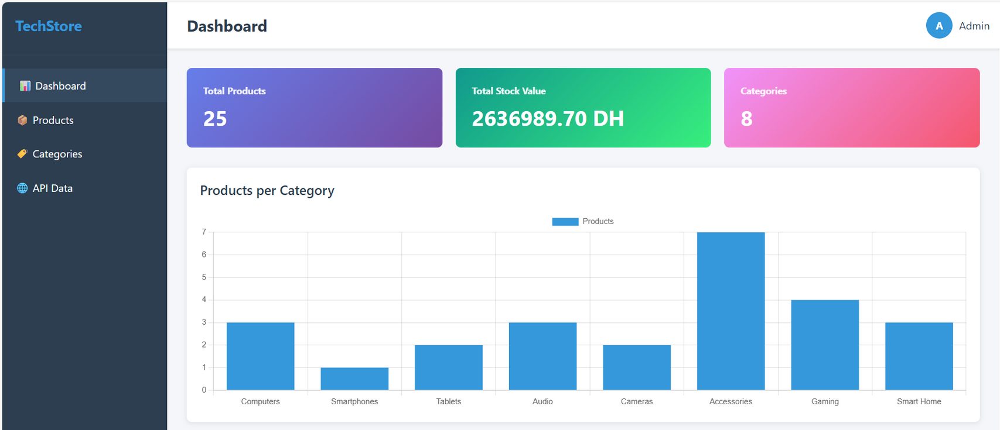 TechStore
Dashboard
A Admin
Dashboard
Products
Categories
API Data
Total Products
25
Total Stock Value
2636989.70 DH
Categories
8
Products per Category
Products
7
6
5
4
3
2
1
0
Computers Smartphones Tablets Audio Cameras Accessories Gaming Smart Home